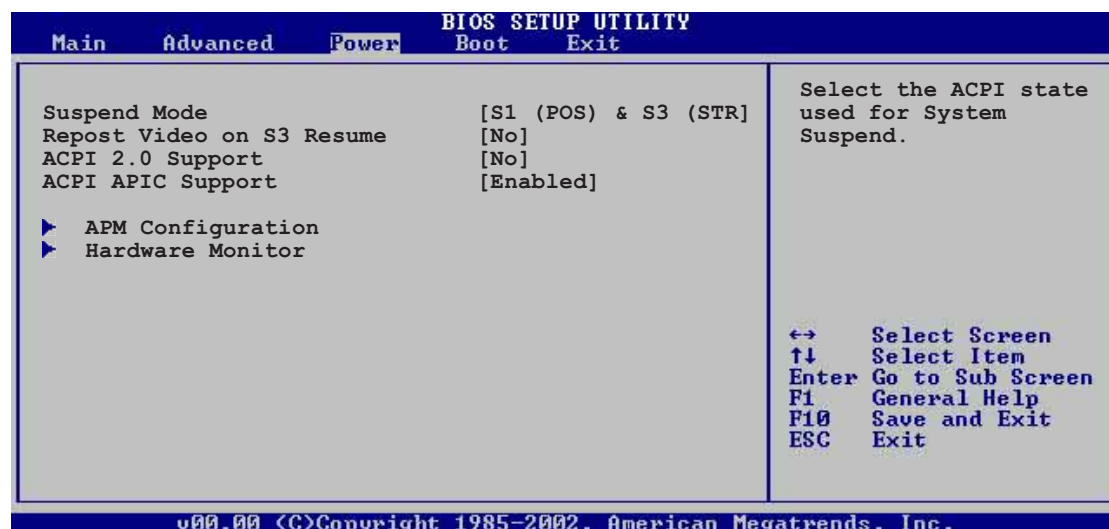 BIOS SETUP UTILITY
Main Advanced Power Boot Exit
Suspend Mode [S1 (POS) & S3 (STR]
Repost Video on S3 Resume [No]
ACPI 2.0 Support [No]
ACPI APIC Support [Enabled]
APM Configuration
Hardware Monitor
Select the ACPI state
used for System
Suspend.
←→ Select Screen
↑↓ Select Item
Enter Go to Sub Screen
F1 General Help
F10 Save and Exit
ESC Exit
v00.00 (C)Copyright 1985-2002, American Megatrends, Inc.